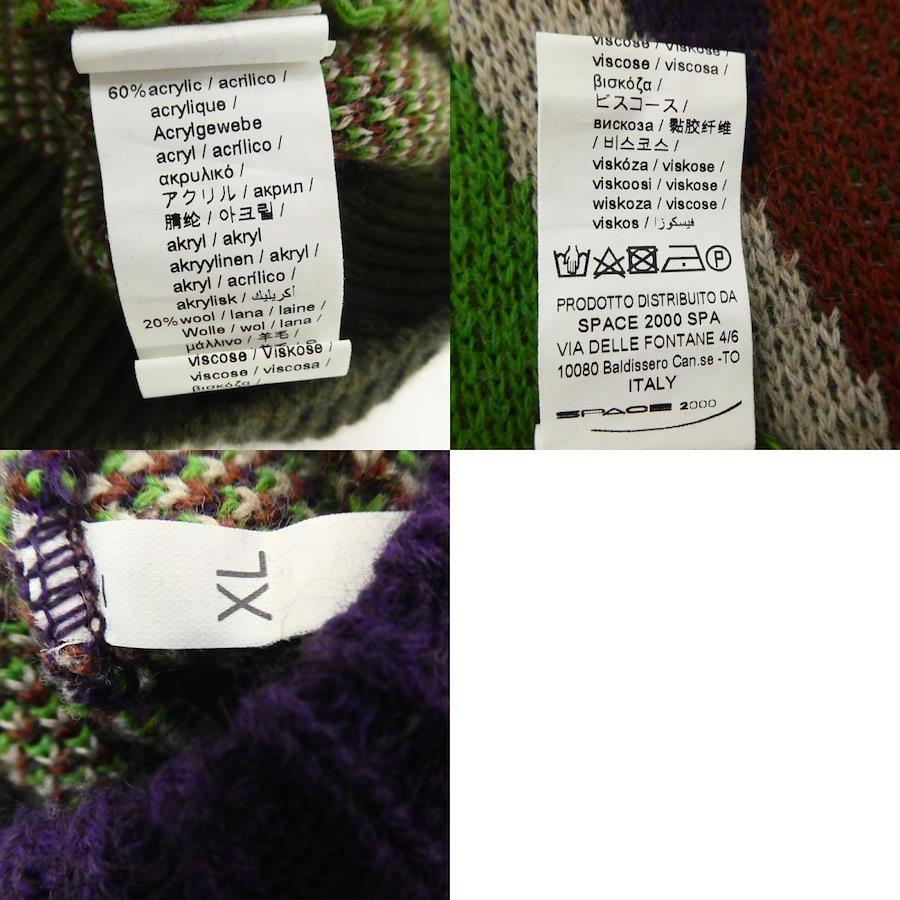 60% acrylic / acrilico /
acrylique /
Acrylgewebe
acryl / acrílico /
ακρυλικό /
アクリル / акрил /
腈纶 / 아크릴 /
akryl / akryl
akryylinen / akryl /
akryl / acrílico /
akrylisk / أكريليك
20% wool / lana / laine /
Wolle / wol / lana /
μάλλινο / 羊毛 /
viscose / Viskose /
viscose / viscosa /
βισκόζα /
viscose / Viskose /
viscose / viscosa /
βισκόζα /
ビスコース /
вискоза / 黏胶纤维
/ 비스코스 /
viskóza / viskose /
viskoosi / viskose /
wiskoza / viscose /
viskos / فيسكوزا
P
PRODOTTO DISTRIBUITO DA
SPACE 2000 SPA
VIA DELLE FONTANE 4/6
10080 Baldissero Can.se -TO
ITALY
SPACE 2000
XL